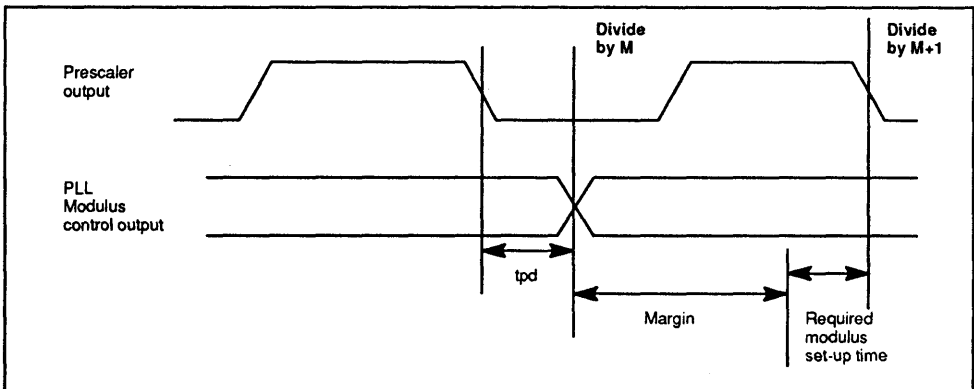 Divide
by M
Divide
by M+1
Prescaler
output
PLL
Modulus
control output
tpd
Margin
Required
modulus
set-up time